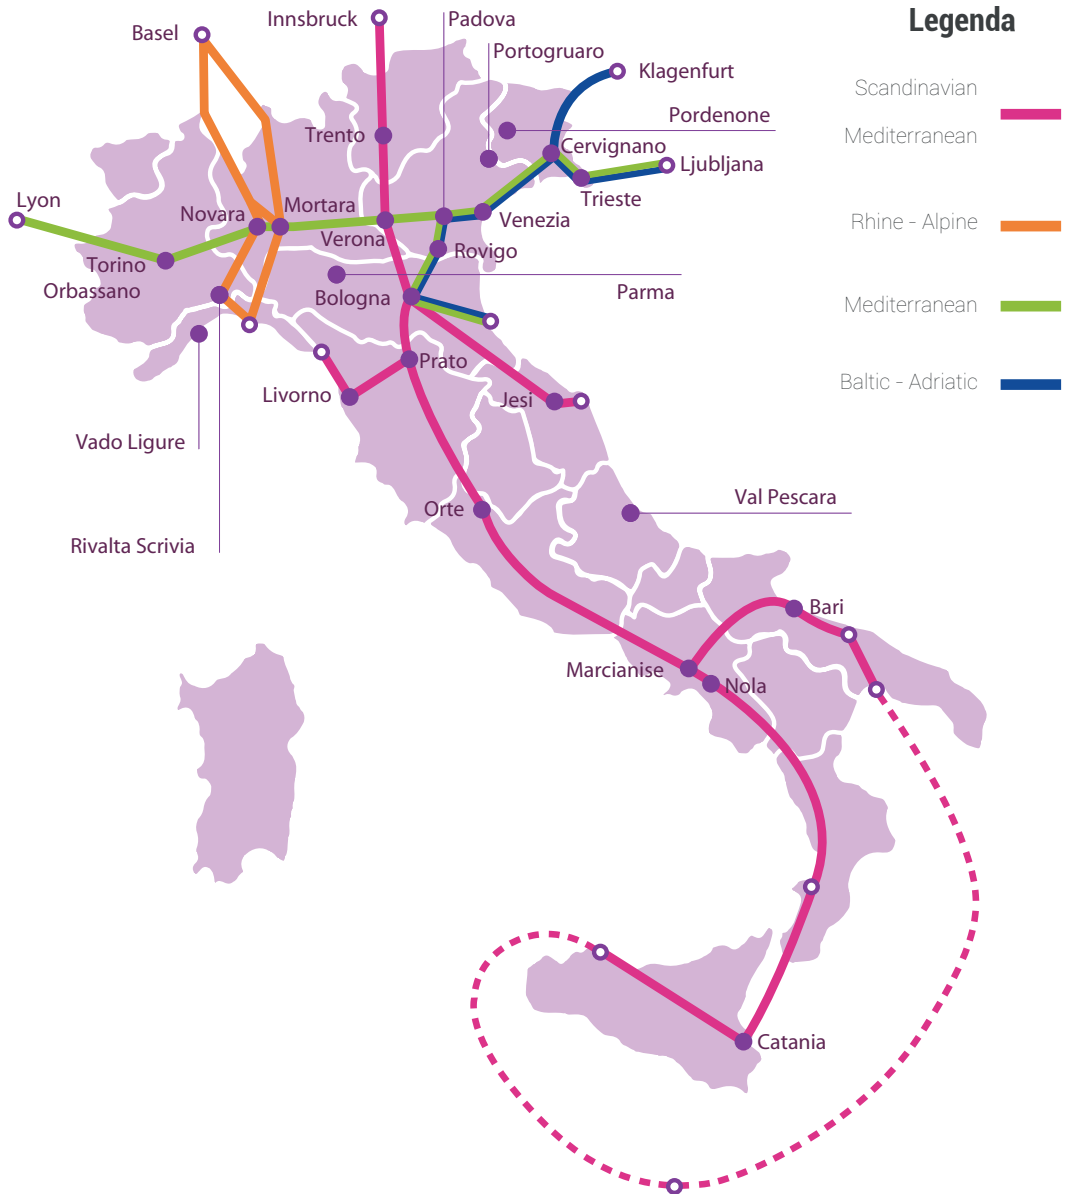 Innsbruck
Padova
Legenda
Basel
Portogruaro
Klagenfurt
Scandinavian
Mediterranean
Pordenone
Trento
Cervignano
Ljubljana
Lyon
Trieste
Novara
Mortara
Venezia
Rhine - Alpine
Verona
Rovigo
Torino
Orbassano
Bologna
Parma
Mediterranean
Prato
Baltic - Adriatic
Livorno
Jesi
Vado Ligure
Val Pescara
Orte
Rivalta Scrivia
Bari
Marcianise
Nola
Catania